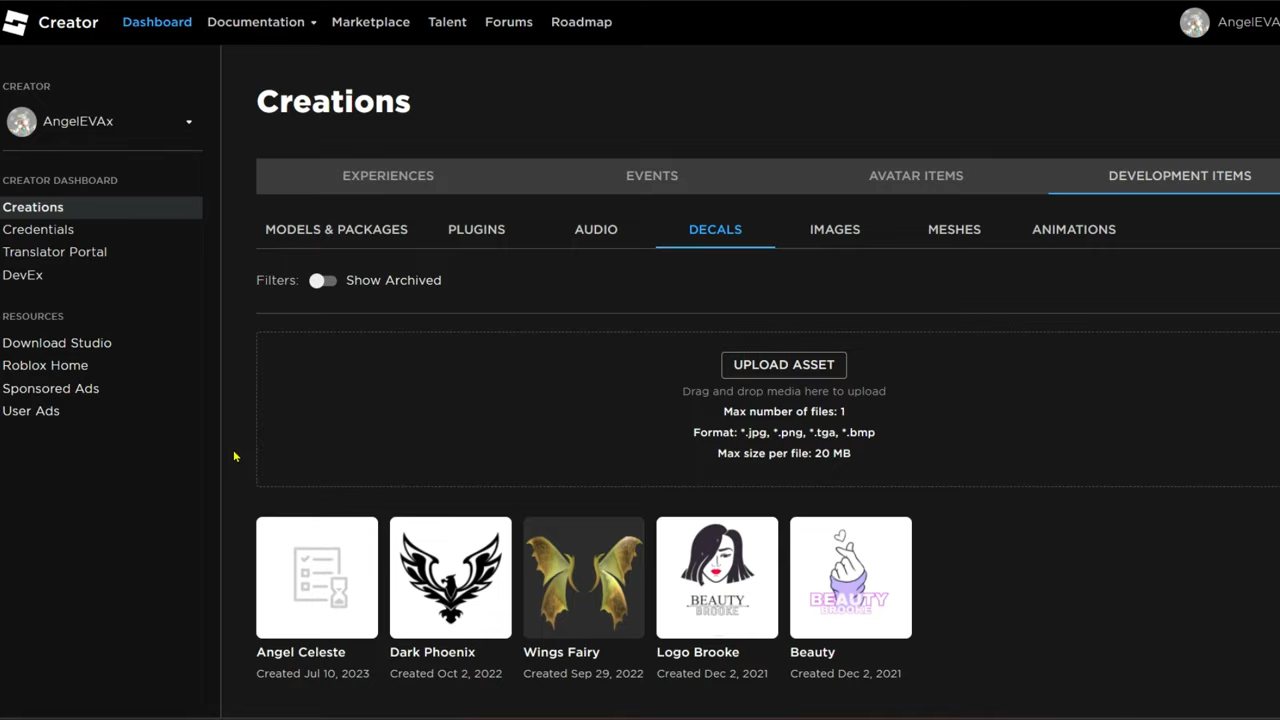 Creator Dashboard Documentation Marketplace Talent Forums Roadmap AngelEVA
CREATOR
AngelEVAx
CREATOR DASHBOARD
Creations
Credentials
Translator Portal
DevEx
RESOURCES
Download Studio
Roblox Home
Sponsored Ads
User Ads
Creations
EXPERIENCES EVENTS AVATAR ITEMS DEVELOPMENT ITEMS
MODELS & PACKAGES PLUGINS AUDIO DECALS IMAGES MESHES ANIMATIONS
Filters: Show Archived
UPLOAD ASSET
Drag and drop media here to upload
Max number of files: 1
Format: *.jpg, *.png, *.tga, *.bmp
Max size per file: 20 MB
BEAUTY
BROOKE
BEAUTY
BROOKE
Angel Celeste Dark Phoenix Wings Fairy Logo Brooke Beauty
Created Jul 10, 2023 Created Oct 2, 2022 Created Sep 29, 2022 Created Dec 2, 2021 Created Dec 2, 2021